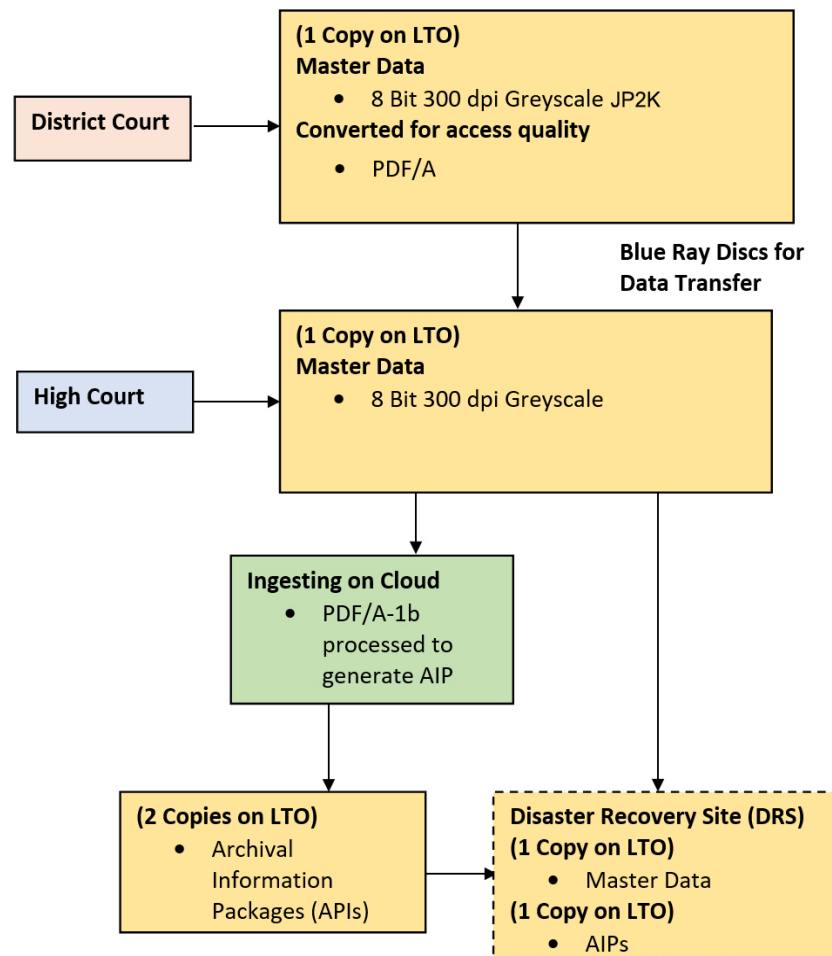 (1 Copy on LTO)
Master Data
• 8 Bit 300 dpi Greyscale JP2K
Converted for access quality
• PDF/A
District Court
Blue Ray Discs for
Data Transfer
(1 Copy on LTO)
Master Data
• 8 Bit 300 dpi Greyscale
High Court
Ingesting on Cloud
• PDF/A-1b
processed to
generate AIP
(2 Copies on LTO)
• Archival
Information
Packages (APIs)
Disaster Recovery Site (DRS)
(1 Copy on LTO)
• Master Data
(1 Copy on LTO)
• AIPs